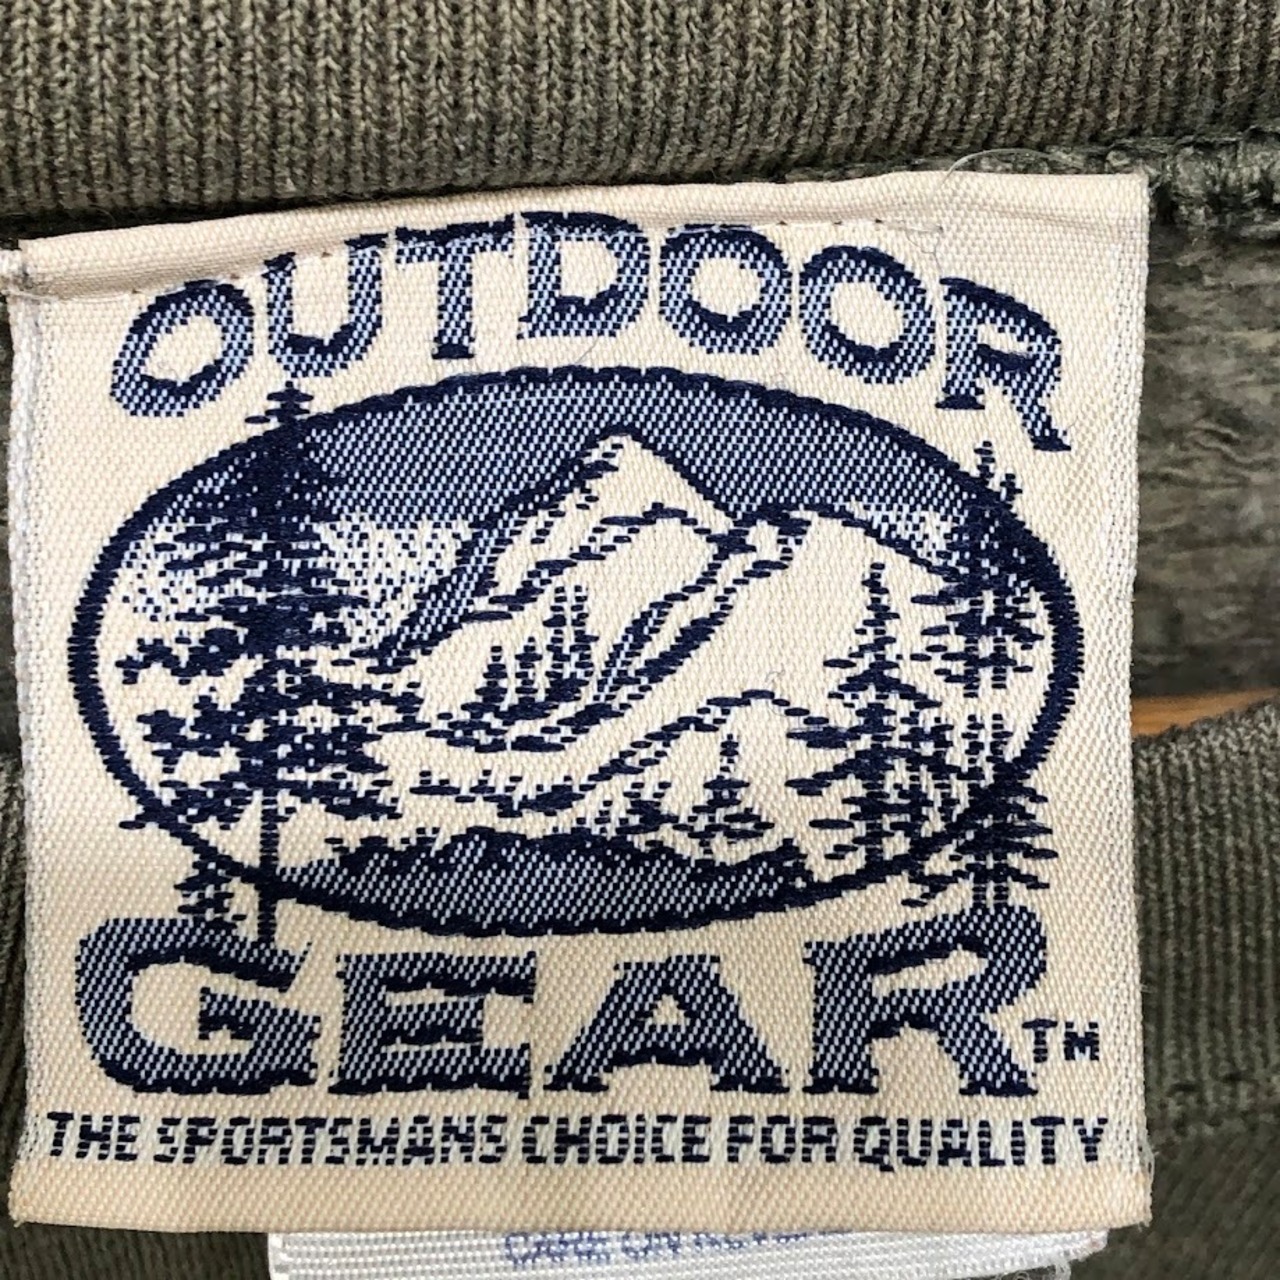 OUTDOOR
GEAR™
THE SPORTSMANS CHOICE FOR QUALITY